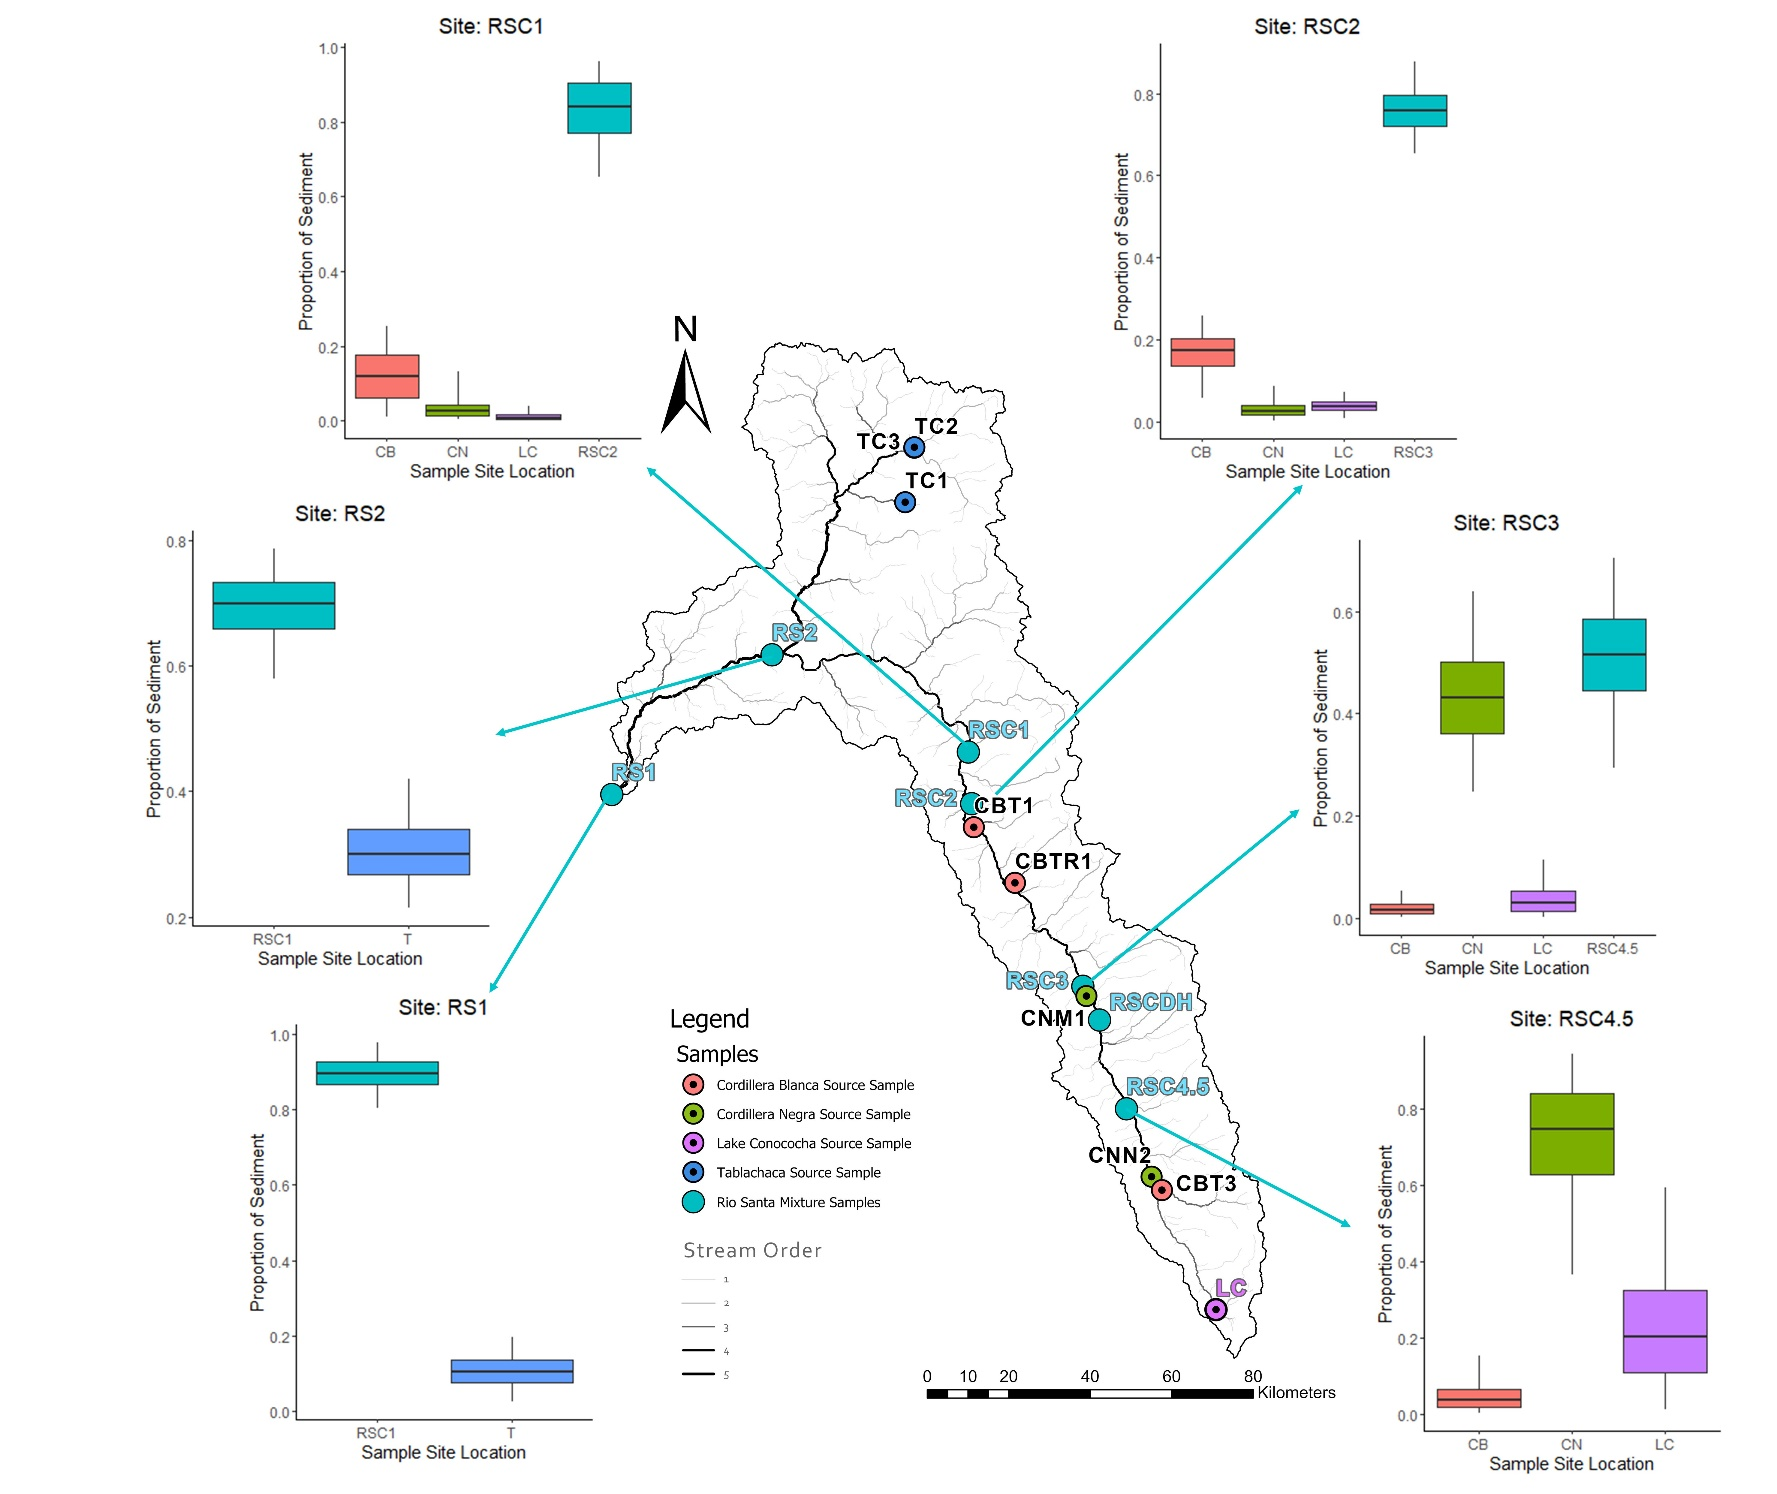 Site: RSC1
Proportion of Sediment
1.0
0.8
0.6
0.4
0.2
0.0
CB CN LC RSC2
Sample Site Location
Site: RSC2
Proportion of Sediment
0.8
0.6
0.4
0.2
0.0
CB CN LC RSC3
Sample Site Location
Site: RS2
Proportion of Sediment
0.8
0.6
0.4
0.2
RSC1 T
Sample Site Location
Site: RSC3
Proportion of Sediment
0.6
0.4
0.2
0.0
CB CN LC RSC4.5
Sample Site Location
Site: RS1
Proportion of Sediment
1.0
0.8
0.6
0.4
0.2
0.0
RSC1 T
Sample Site Location
Site: RSC4.5
Proportion of Sediment
0.8
0.6
0.4
0.2
0.0
CB CN LC
Sample Site Location
N
TC2
TC3
TC1
RS2
RSC1
RS1
RSC2
CBT1
CBTR1
RSC3
RSCDH
CNM1
RSC4.5
CNN2
CBT3
LC
Legend
Samples
Cordillera Blanca Source Sample
Cordillera Negra Source Sample
Lake Conococha Source Sample
Tablachaca Source Sample
Rio Santa Mixture Samples
Stream Order
1
2
3
4
5
0 10 20 40 60 80
Kilometers